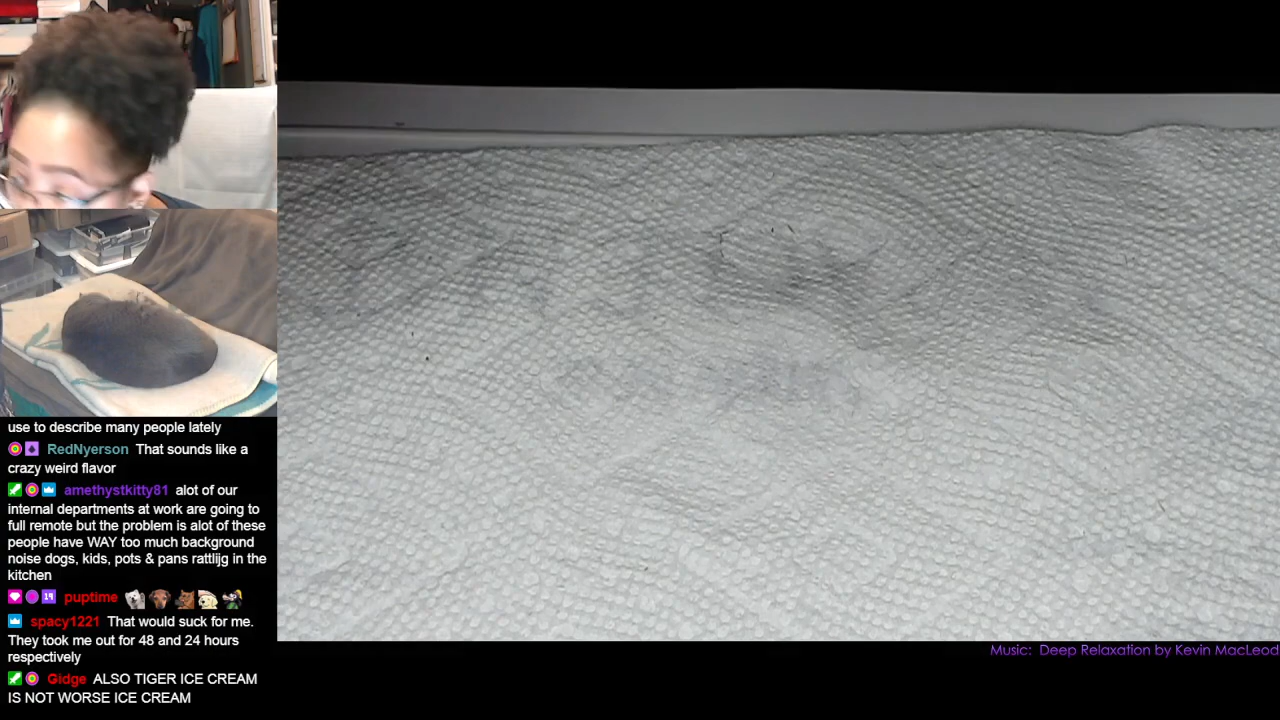 use to describe many people lately
RedNyerson That sounds like a
crazy weird flavor
amethystkitty81 alot of our
internal departments at work are going to
full remote but the problem is alot of these
people have WAY too much background
noise dogs, kids, pots & pans rattlijg in the
kitchen
19 puptime
spacy1221 That would suck for me.
They took me out for 48 and 24 hours
respectively
Gidge ALSO TIGER ICE CREAM
IS NOT WORSE ICE CREAM
Music: Deep Relaxation by Kevin MacLeod